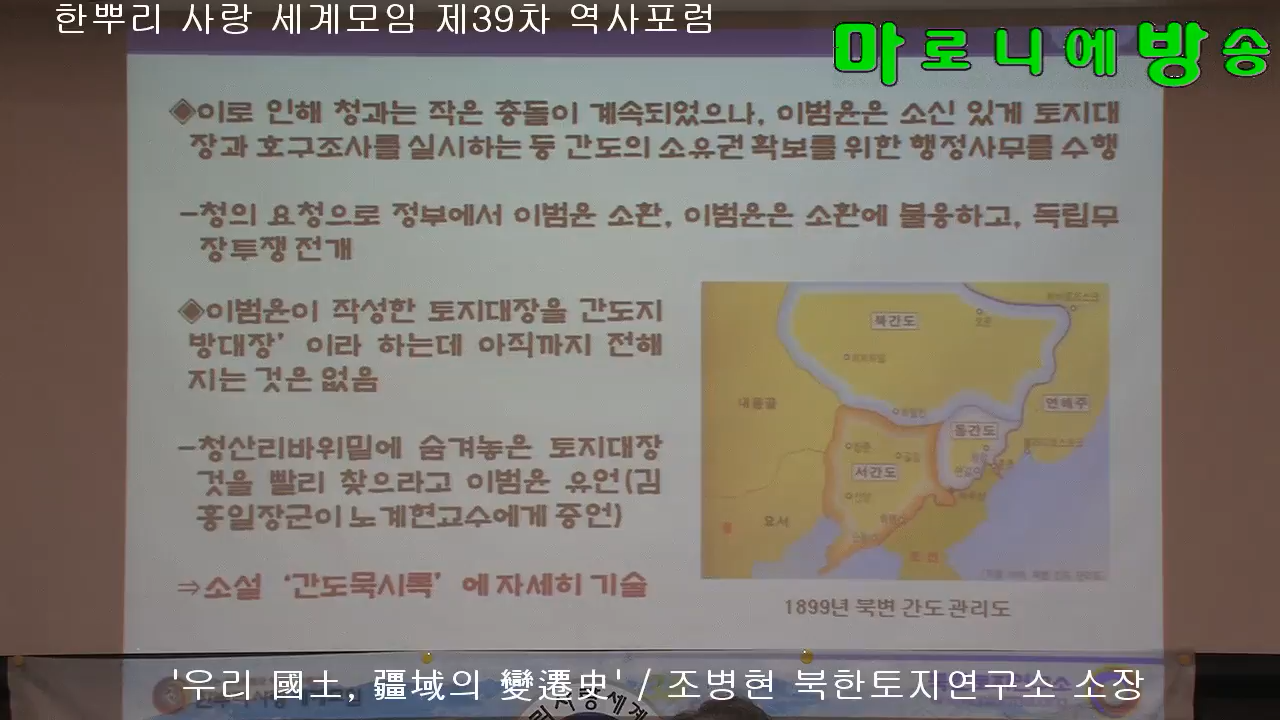 한뿌리 사랑 세계모임 제39차 역사포럼
마로니에방송
◈이로 인해 청과는 작은 충돌이 계속되었으나, 이범윤은 소신 있게 토지대
장과 호구조사를 실시하는 등 간도의 소유권 확보를 위한 행정사무를 수행
-청의 요청으로 정부에서 이범윤 소환, 이범윤은 소환에 불응하고, 독립무
장투쟁 전개
◈이범윤이 작성한 토지대장을 간도지
방대장’ 이라 하는데 아직까지 전해
지는 것은 없음
-청산리바위밑에 숨겨놓은 토지대장
것을 빨리 찾으라고 이범윤 유언(김
홍일장군이 노계현교수에게 증언)
⇒소설 ‘간도묵시록’ 에 자세히 기술
북간도
내몽골
연해주
동간도
서간도
요서
조선
1899년 북변 간도 관리도
'우리 國土, 疆域의 變遷史' / 조병현 북한토지연구소 소장